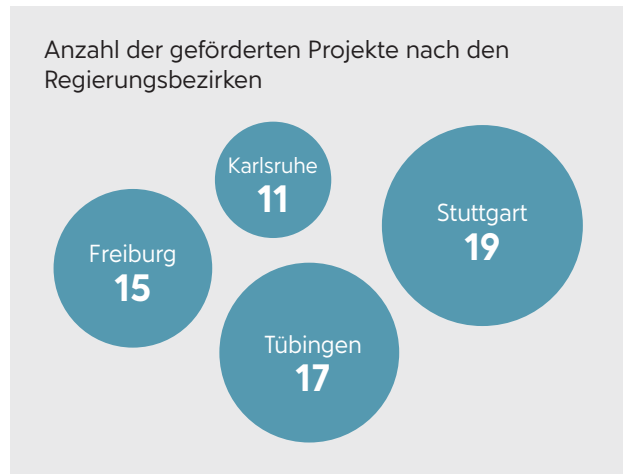 Anzahl der geförderten Projekte nach den
Regierungsbezirken
Karlsruhe
11
Stuttgart
19
Freiburg
15
Tübingen
17